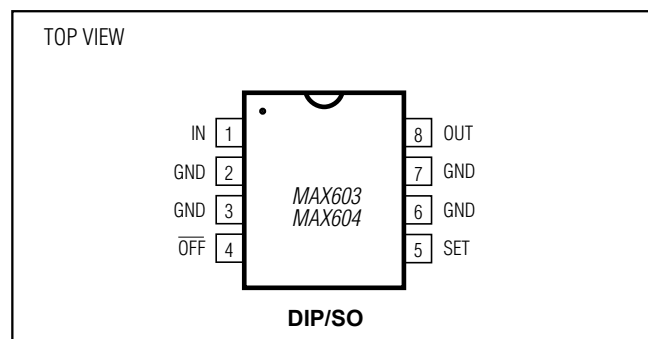 TOP VIEW
IN 1
GND 2
GND 3
O̅F̅F̅ 4
MAX603
MAX604
8 OUT
7 GND
6 GND
5 SET
DIP/SO